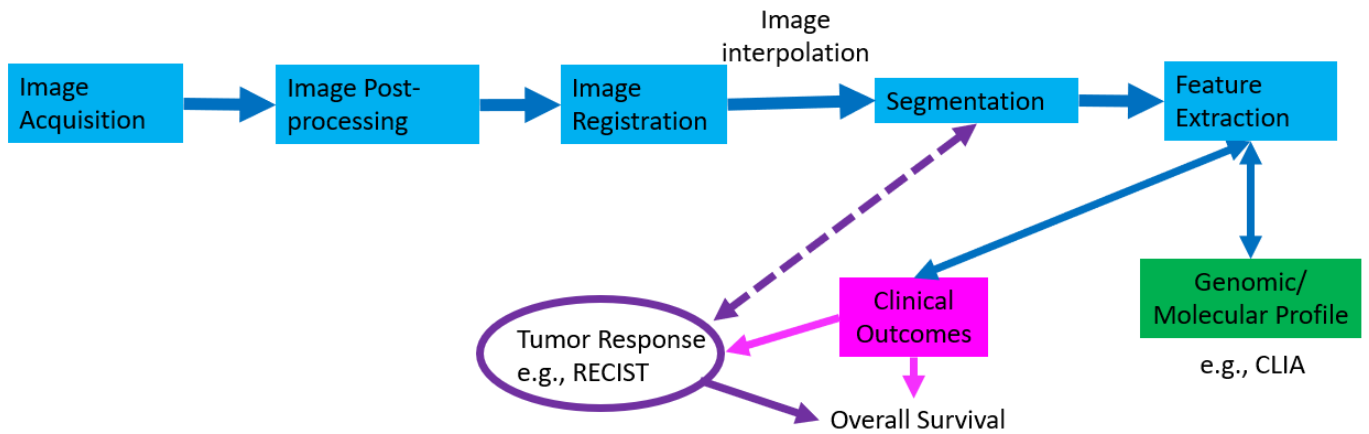 Image
interpolation
Image
Acquisition
Image Post-
processing
Image
Registration
Segmentation
Feature
Extraction
Tumor Response
e.g., RECIST
Clinical
Outcomes
Genomic/
Molecular Profile
e.g., CLIA
Overall Survival